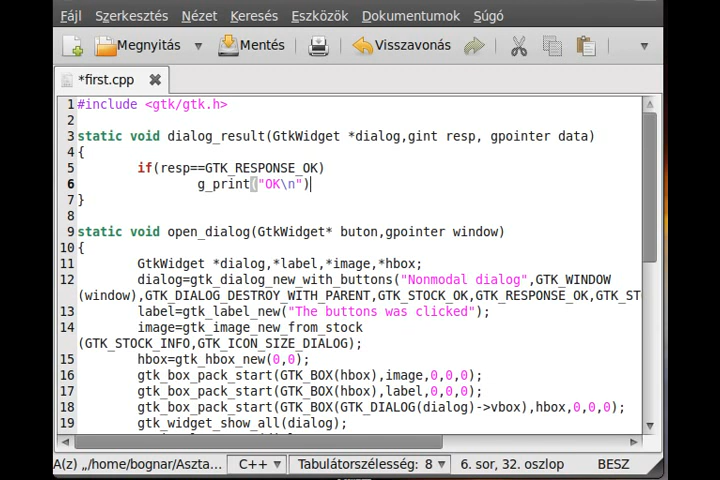 Fájl Szerkesztés Nézet Keresés Eszközök Dokumentumok Súgó
Megnyitás Mentés Visszavonás
*first.cpp
1 #include <gtk/gtk.h>
2
3 static void dialog_result(GtkWidget *dialog,gint resp, gpointer data)
4 {
5 if(resp==GTK_RESPONSE_OK)
6 g_print("OK\n")
7 }
8
9 static void open_dialog(GtkWidget* buton,gpointer window)
10 {
11 GtkWidget *dialog,*label,*image,*hbox;
12 dialog=gtk_dialog_new_with_buttons("Nonmodal dialog",GTK_WINDOW
(window),GTK_DIALOG_DESTROY_WITH_PARENT,GTK_STOCK_OK,GTK_RESPONSE_OK,GTK_ST
13 label=gtk_label_new("The buttons was clicked");
14 image=gtk_image_new_from_stock
(GTK_STOCK_INFO,GTK_ICON_SIZE_DIALOG);
15 hbox=gtk_hbox_new(0,0);
16 gtk_box_pack_start(GTK_BOX(hbox),image,0,0,0);
17 gtk_box_pack_start(GTK_BOX(hbox),label,0,0,0);
18 gtk_box_pack_start(GTK_BOX(GTK_DIALOG(dialog)->vbox),hbox,0,0,0);
19 gtk_widget_show_all(dialog);
A(z) „/home/bognar/Aszta… C++ Tabulátorszélesség: 8 6. sor, 32. oszlop BESZ